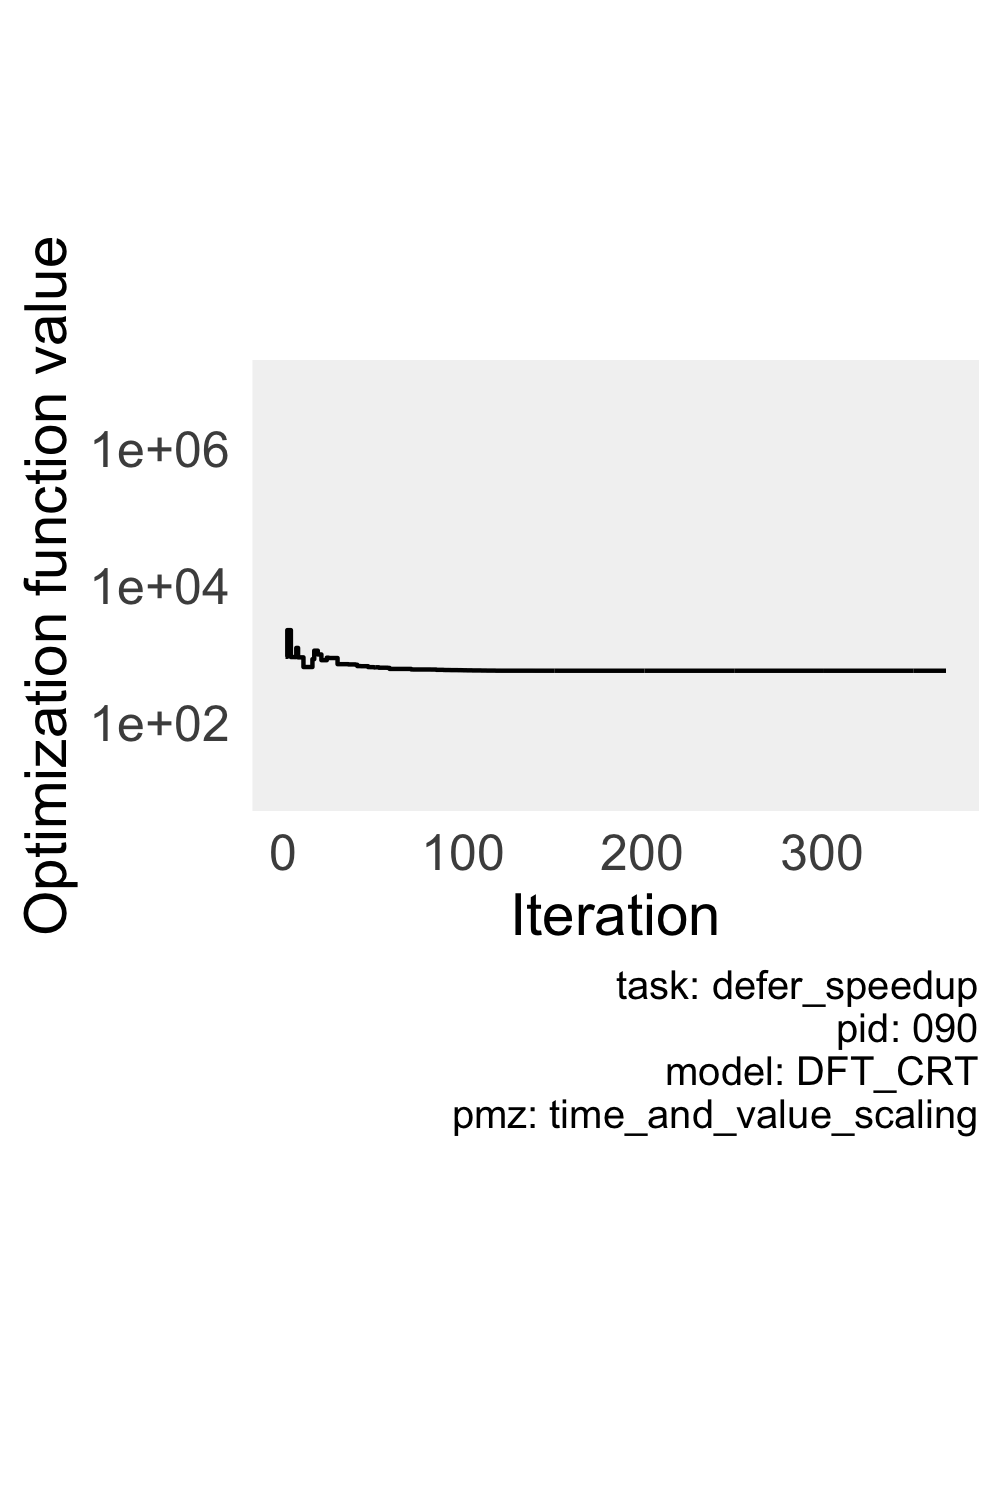 Optimization function value
1e+06
1e+04
1e+02
0 100 200 300
Iteration
task: defer_speedup
pid: 090
model: DFT_CRT
pmz: time_and_value_scaling